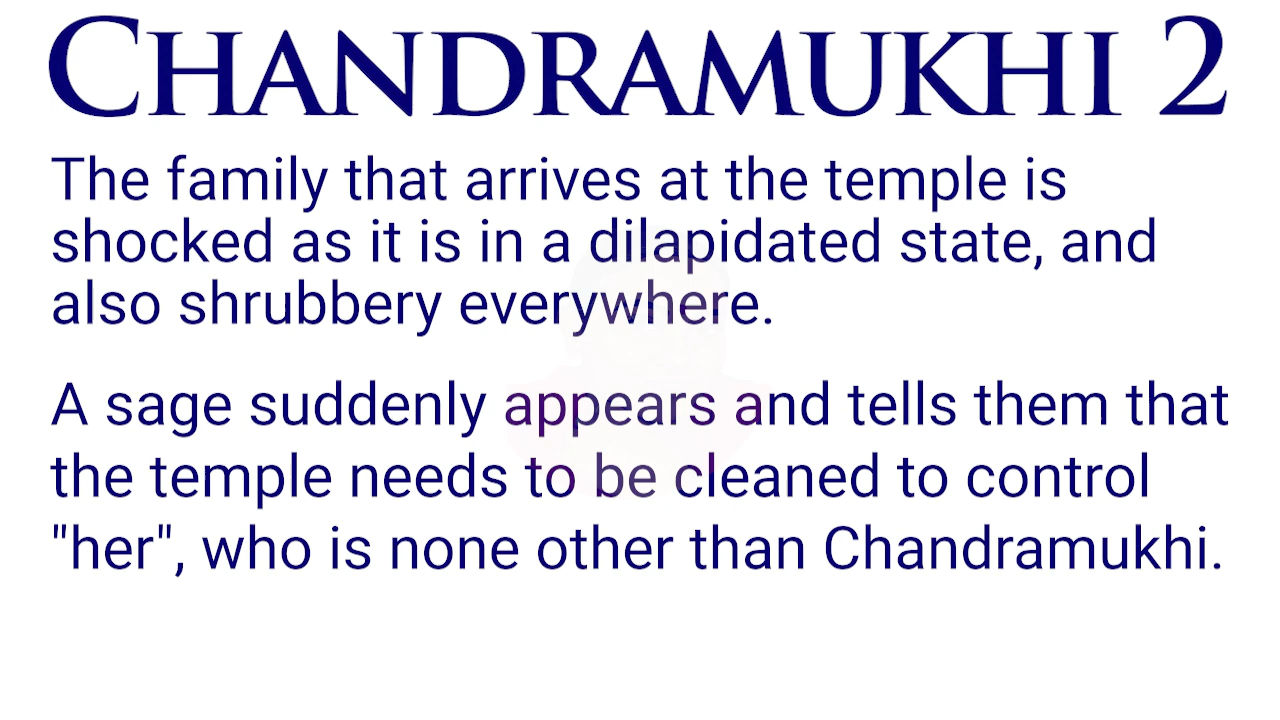 CHANDRAMUKHI 2
The family that arrives at the temple is
shocked as it is in a dilapidated state, and
also shrubbery everywhere.
A sage suddenly appears and tells them that
the temple needs to be cleaned to control
"her", who is none other than Chandramukhi.